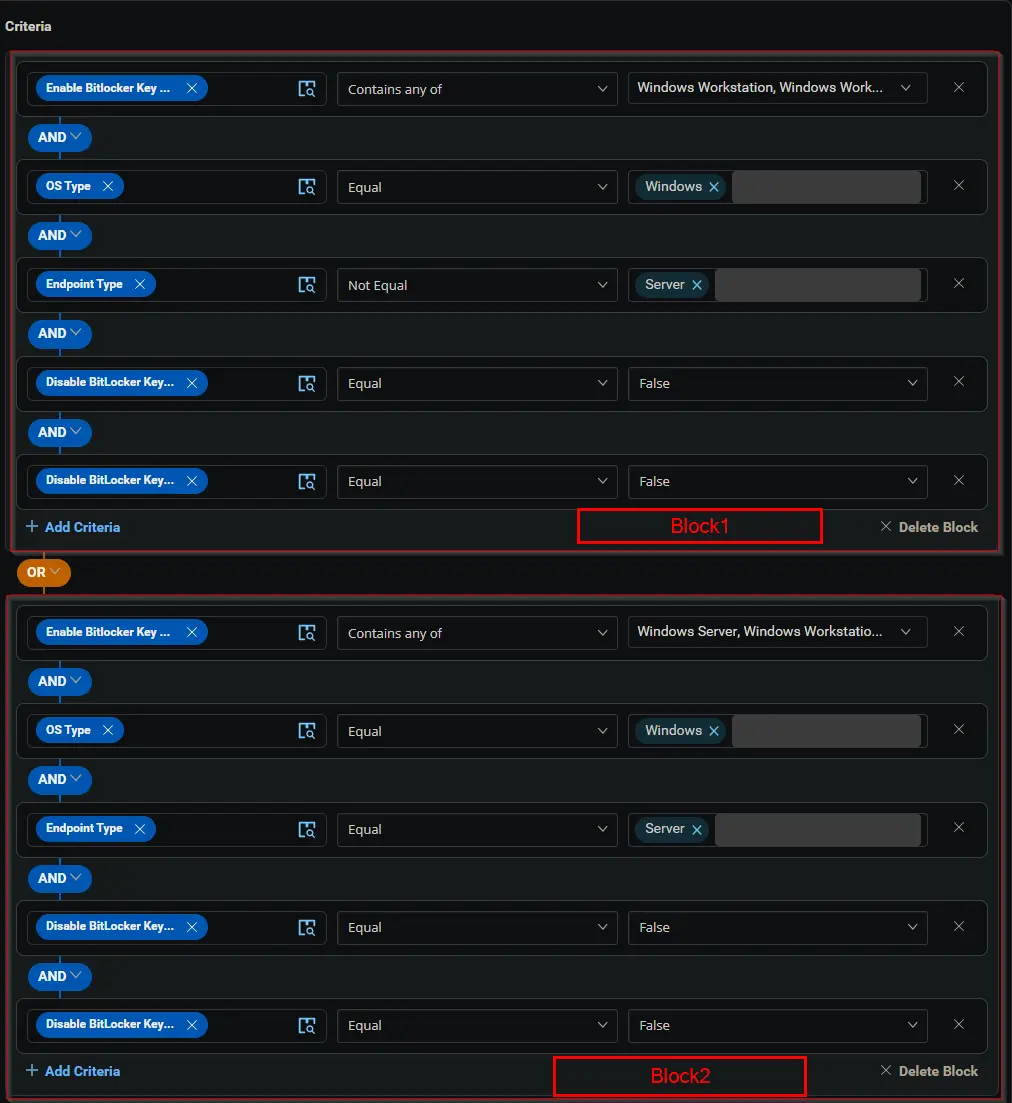 Criteria
Enable Bitlocker Key ... Contains any of Windows Workstation, Windows Work...
AND
OS Type Equal Windows
AND
Endpoint Type Not Equal Server
AND
Disable BitLocker Key... Equal False
AND
Disable BitLocker Key... Equal False
+ Add Criteria Block1 Delete Block
OR
Enable Bitlocker Key ... Contains any of Windows Server, Windows Workstatio...
AND
OS Type Equal Windows
AND
Endpoint Type Equal Server
AND
Disable BitLocker Key... Equal False
AND
Disable BitLocker Key... Equal False
+ Add Criteria Block2 Delete Block